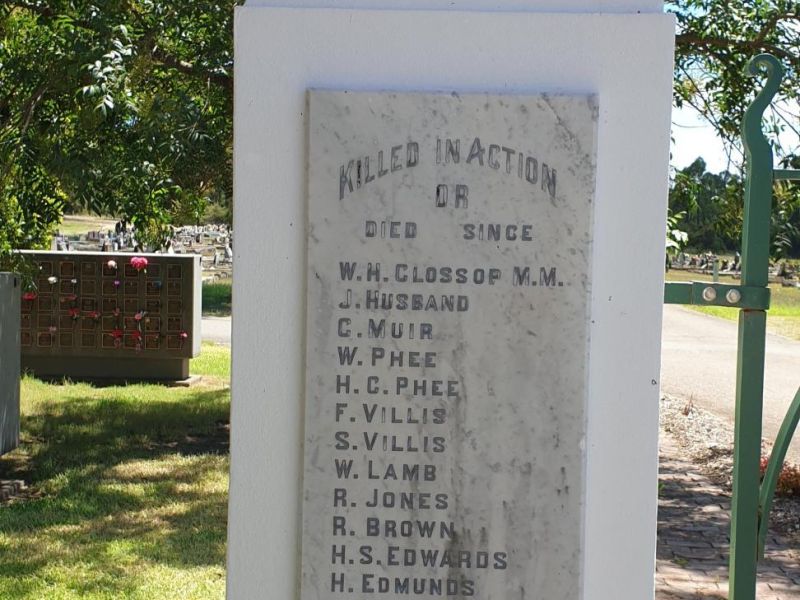 KILLED IN ACTION
OR
DIED SINCE
W.H. GLOSSOP M.M.
J. HUSBAND
C. MUIR
W. PHEE
H.C. PHEE
F. VILLIS
S. VILLIS
W. LAMB
R. JONES
R. BROWN
H.S. EDWARDS
H. EDMUNDS